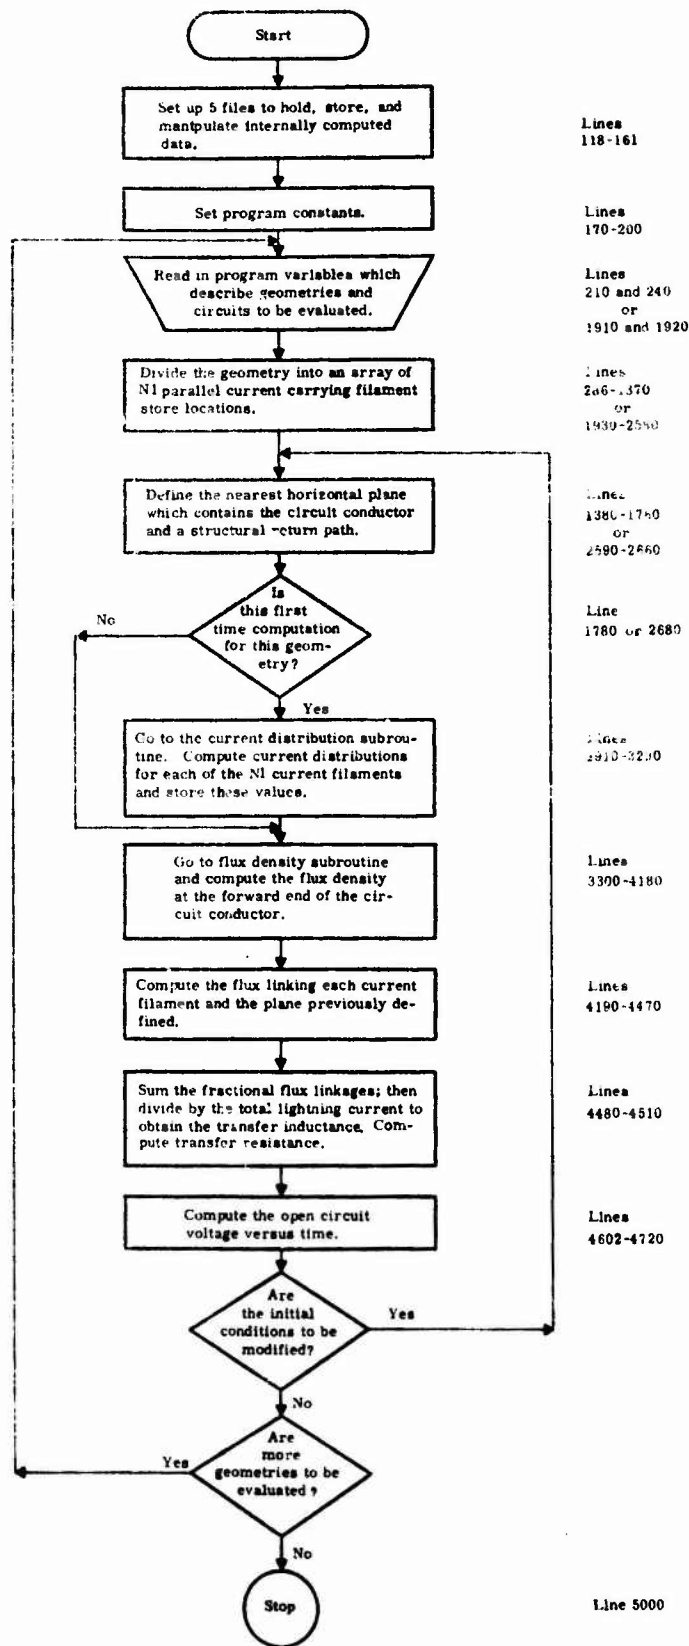 Start
Set up 5 files to hold, store, and
manipulate internally computed
data.
Lines
118-161
Set program constants.
Lines
170-200
Read in program variables which
describe geometries and
circuits to be evaluated.
Lines
210 and 240
or
1910 and 1920
Divide the geometry into an array of
N1 parallel current carrying filament
store locations.
Lines
or
Define the nearest horizontal plane
which contains the circuit conductor
and a structural return path.
Lines
1380-1760
or
2590-2660
Is
this first
time computation
for this geom-
etry?
No
Line
1780 or 2680
Yes
Go to the current distribution subrou-
tine. Compute current distributions
for each of the N1 current filaments
and store these values.
Lines
Go to flux density subroutine
and compute the flux density
at the forward end of the cir-
cuit conductor.
Lines
3300-4180
Compute the flux linking each current
filament and the plane previously de-
fined.
Lines
4190-4470
Sum the fractional flux linkages; then
divide by the total lightning current to
obtain the transfer inductance. Com-
pute transfer resistance.
Lines
4480-4510
Compute the open circuit
voltage versus time.
Lines
4602-4720
Are
the initial
conditions to be
modified?
Yes
No
Are
more
geometries to be
evaluated?
Yes
No
Stop
Line 5000